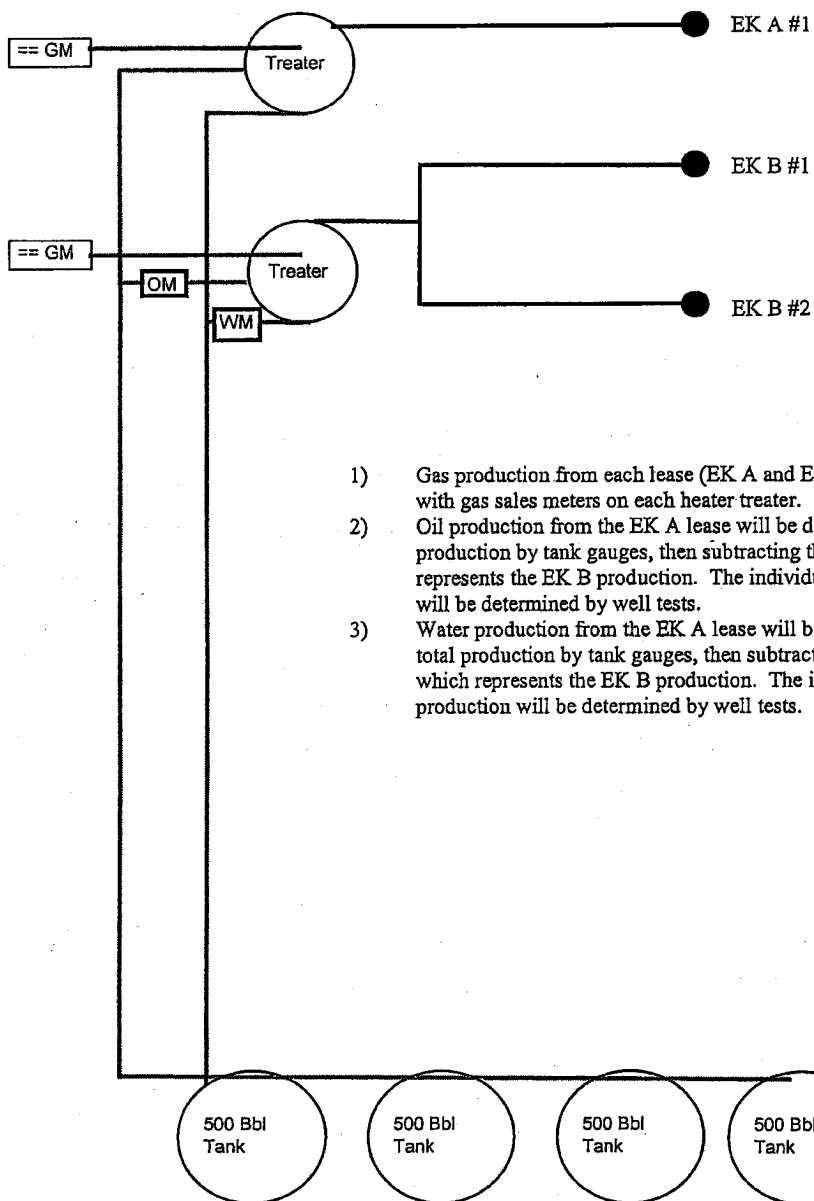 EK A #1
== GM
Treater
EK B #1
== GM
Treater
OM
EK B #2
WM
1) Gas production from each lease (EK A and E
with gas sales meters on each heater treater.
2) Oil production from the EK A lease will be d
production by tank gauges, then subtracting t
represents the EK B production. The individu
will be determined by well tests.
3) Water production from the EK A lease will b
total production by tank gauges, then subtract
which represents the EK B production. The i
production will be determined by well tests.
500 Bbl
Tank
500 Bbl
Tank
500 Bbl
Tank
500 Bbl
Tank